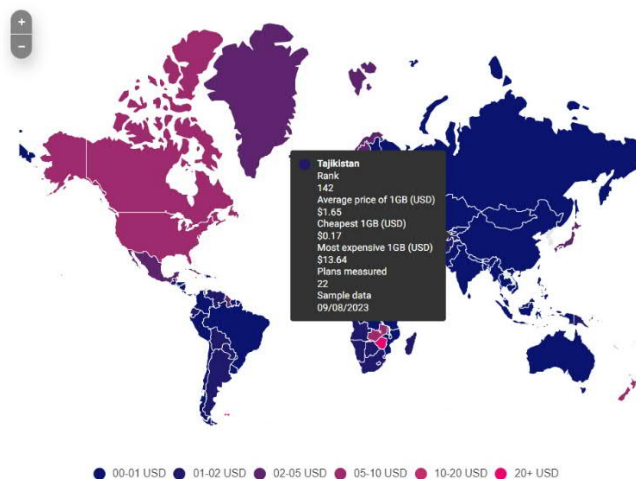 +
−
Tajikistan
Rank
142
Average price of 1GB (USD)
$1.65
Cheapest 1GB (USD)
$0.17
Most expensive 1GB (USD)
$13.64
Plans measured
22
Sample data
09/08/2023
00-01 USD 01-02 USD 02-05 USD 05-10 USD 10-20 USD 20+ USD